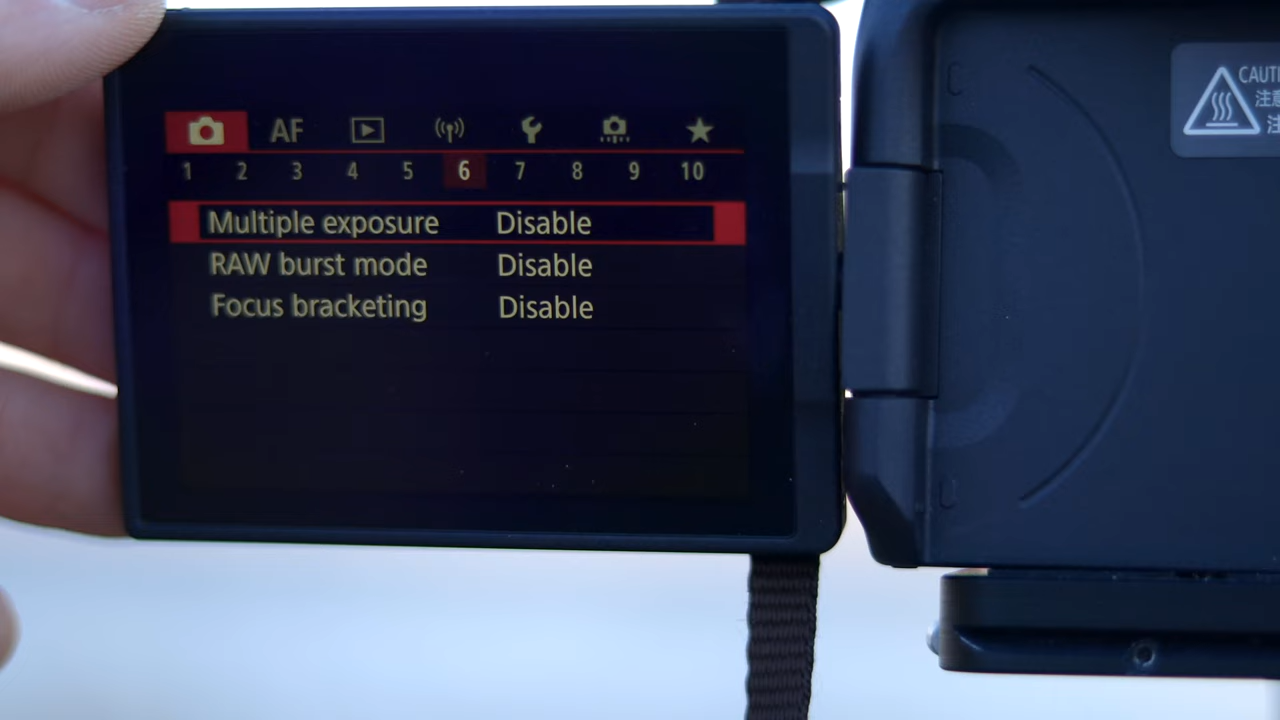 AF
1 2 3 4 5 6 7 8 9 10
Multiple exposure Disable
RAW burst mode Disable
Focus bracketing Disable
注